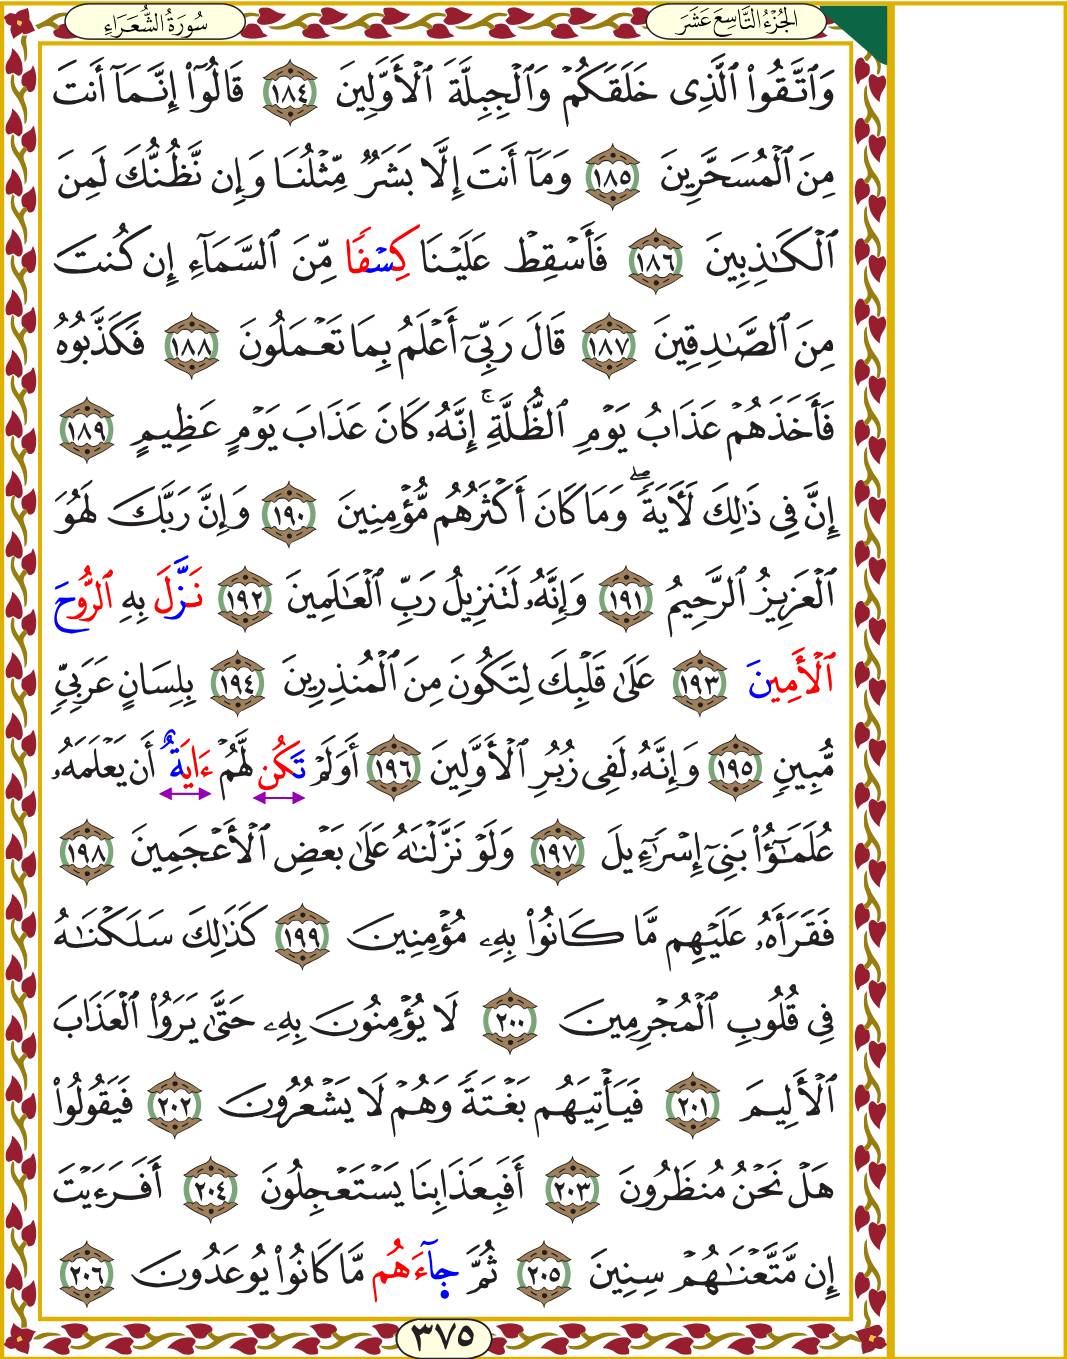 الجُزْءُ التَّاسِعَ عَشَرَ
سُورَةُ الشُّعَرَاءِ
وَٱتَّقُوا۟ ٱلَّذِى خَلَقَكُمْ وَٱلْجِبِلَّةَ ٱلْأَوَّلِينَ ١٨٤ قَالُوٓا۟ إِنَّمَآ أَنتَ
مِنَ ٱلْمُسَحَّرِينَ ١٨٥ وَمَآ أَنتَ إِلَّا بَشَرٌ مِّثْلُنَا وَإِن نَّظُنُّكَ لَمِنَ
ٱلْكَـٰذِبِينَ ١٨٦ فَأَسْقِطْ عَلَيْنَا كِسْفًا مِّنَ ٱلسَّمَآءِ إِن كُنتَ
مِنَ ٱلصَّـٰدِقِينَ ١٨٧ قَالَ رَبِّىٓ أَعْلَمُ بِمَا تَعْمَلُونَ ١٨٨ فَكَذَّبُوهُ
فَأَخَذَهُمْ عَذَابُ يَوْمِ ٱلظُّلَّةِ ۚ إِنَّهُۥ كَانَ عَذَابَ يَوْمٍ عَظِيمٍ ١٨٩
إِنَّ فِى ذَٰلِكَ لَـَٔايَةً ۖ وَمَا كَانَ أَكْثَرُهُم مُّؤْمِنِينَ ١٩٠ وَإِنَّ رَبَّكَ لَهُوَ
ٱلْعَزِيزُ ٱلرَّحِيمُ ١٩١ وَإِنَّهُۥ لَتَنزِيلُ رَبِّ ٱلْعَـٰلَمِينَ ١٩٢ نَزَّلَ بِهِ ٱلرُّوحَ
ٱلْأَمِينَ ١٩٣ عَلَىٰ قَلْبِكَ لِتَكُونَ مِنَ ٱلْمُنذِرِينَ ١٩٤ بِلِسَانٍ عَرَبِىٍّ
مُّبِينٍ ١٩٥ وَإِنَّهُۥ لَفِى زُبُرِ ٱلْأَوَّلِينَ ١٩٦ أَوَلَمْ تَكُن لَّهُمْ ءَايَةٌ أَن يَعْلَمَهُۥ
عُلَمَـٰٓؤُا۟ بَنِىٓ إِسْرَٰٓءِيلَ ١٩٧ وَلَوْ نَزَّلْنَـٰهُ عَلَىٰ بَعْضِ ٱلْأَعْجَمِينَ ١٩٨
فَقَرَأَهُۥ عَلَيْهِم مَّا كَانُوا۟ بِهِۦ مُؤْمِنِينَ ١٩٩ كَذَٰلِكَ سَلَكْنَـٰهُ
فِى قُلُوبِ ٱلْمُجْرِمِينَ ٢٠٠ لَا يُؤْمِنُونَ بِهِۦ حَتَّىٰ يَرَوُا۟ ٱلْعَذَابَ
ٱلْأَلِيمَ ٢٠١ فَيَأْتِيَهُم بَغْتَةً وَهُمْ لَا يَشْعُرُونَ ٢٠٢ فَيَقُولُوا۟
هَلْ نَحْنُ مُنظَرُونَ ٢٠٣ أَفَبِعَذَابِنَا يَسْتَعْجِلُونَ ٢٠٤ أَفَرَءَيْتَ
إِن مَّتَّعْنَـٰهُمْ سِنِينَ ٢٠٥ ثُمَّ جَآءَهُم مَّا كَانُوا۟ يُوعَدُونَ ٢٠٦
٣٧٥